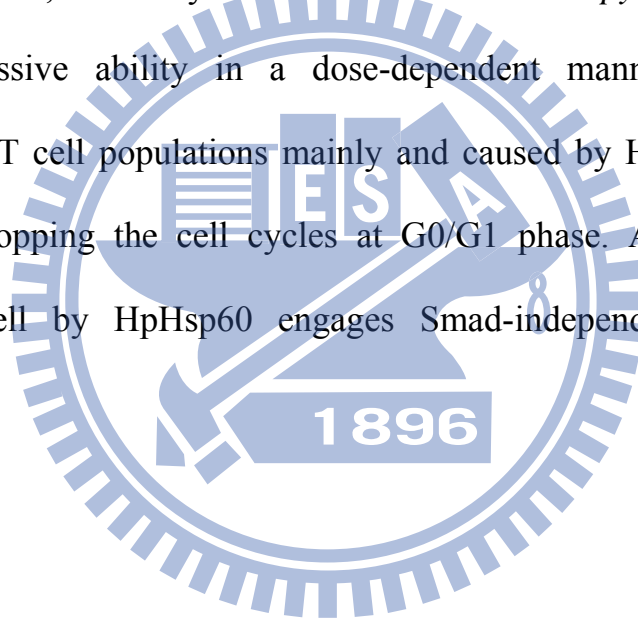 ssive ability in a dose-dependent mann
T cell populations mainly and caused by H
opping the cell cycles at G0/G1 phase. A
ell by HpHsp60 engages Smad-independ
E S A
8
1896